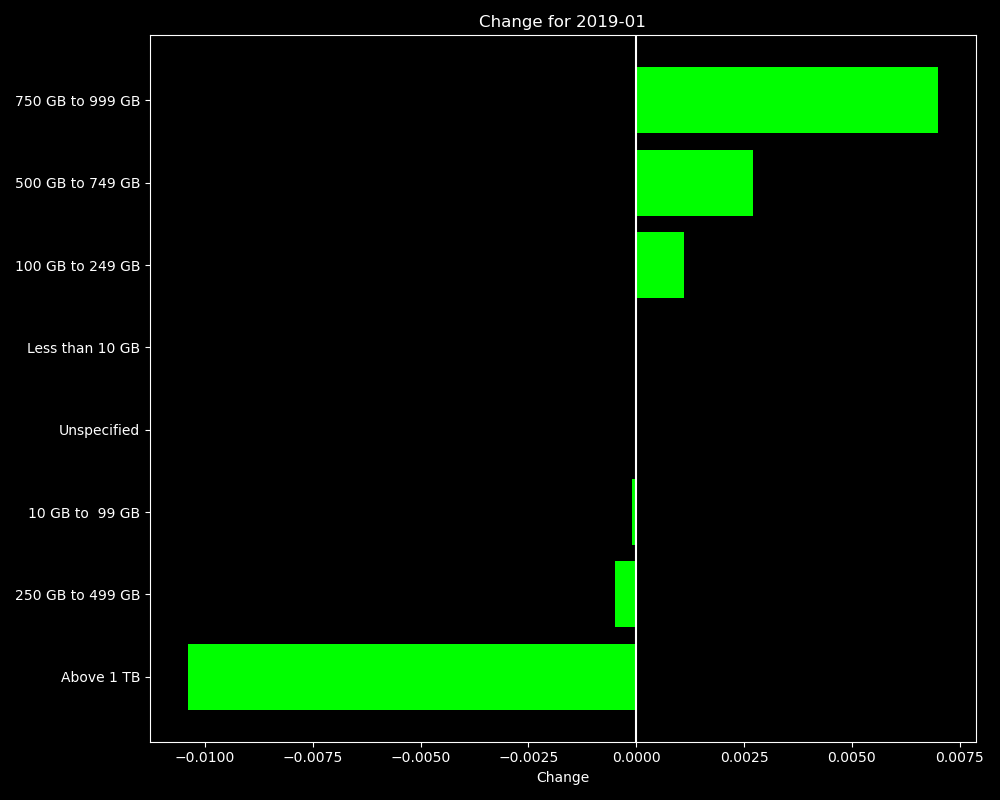 Change for 2019-01
750 GB to 999 GB
500 GB to 749 GB
100 GB to 249 GB
Less than 10 GB
Unspecified
10 GB to  99 GB
250 GB to 499 GB
Above 1 TB
−0.0100 −0.0075 −0.0050 −0.0025 0.0000 0.0025 0.0050 0.0075
Change